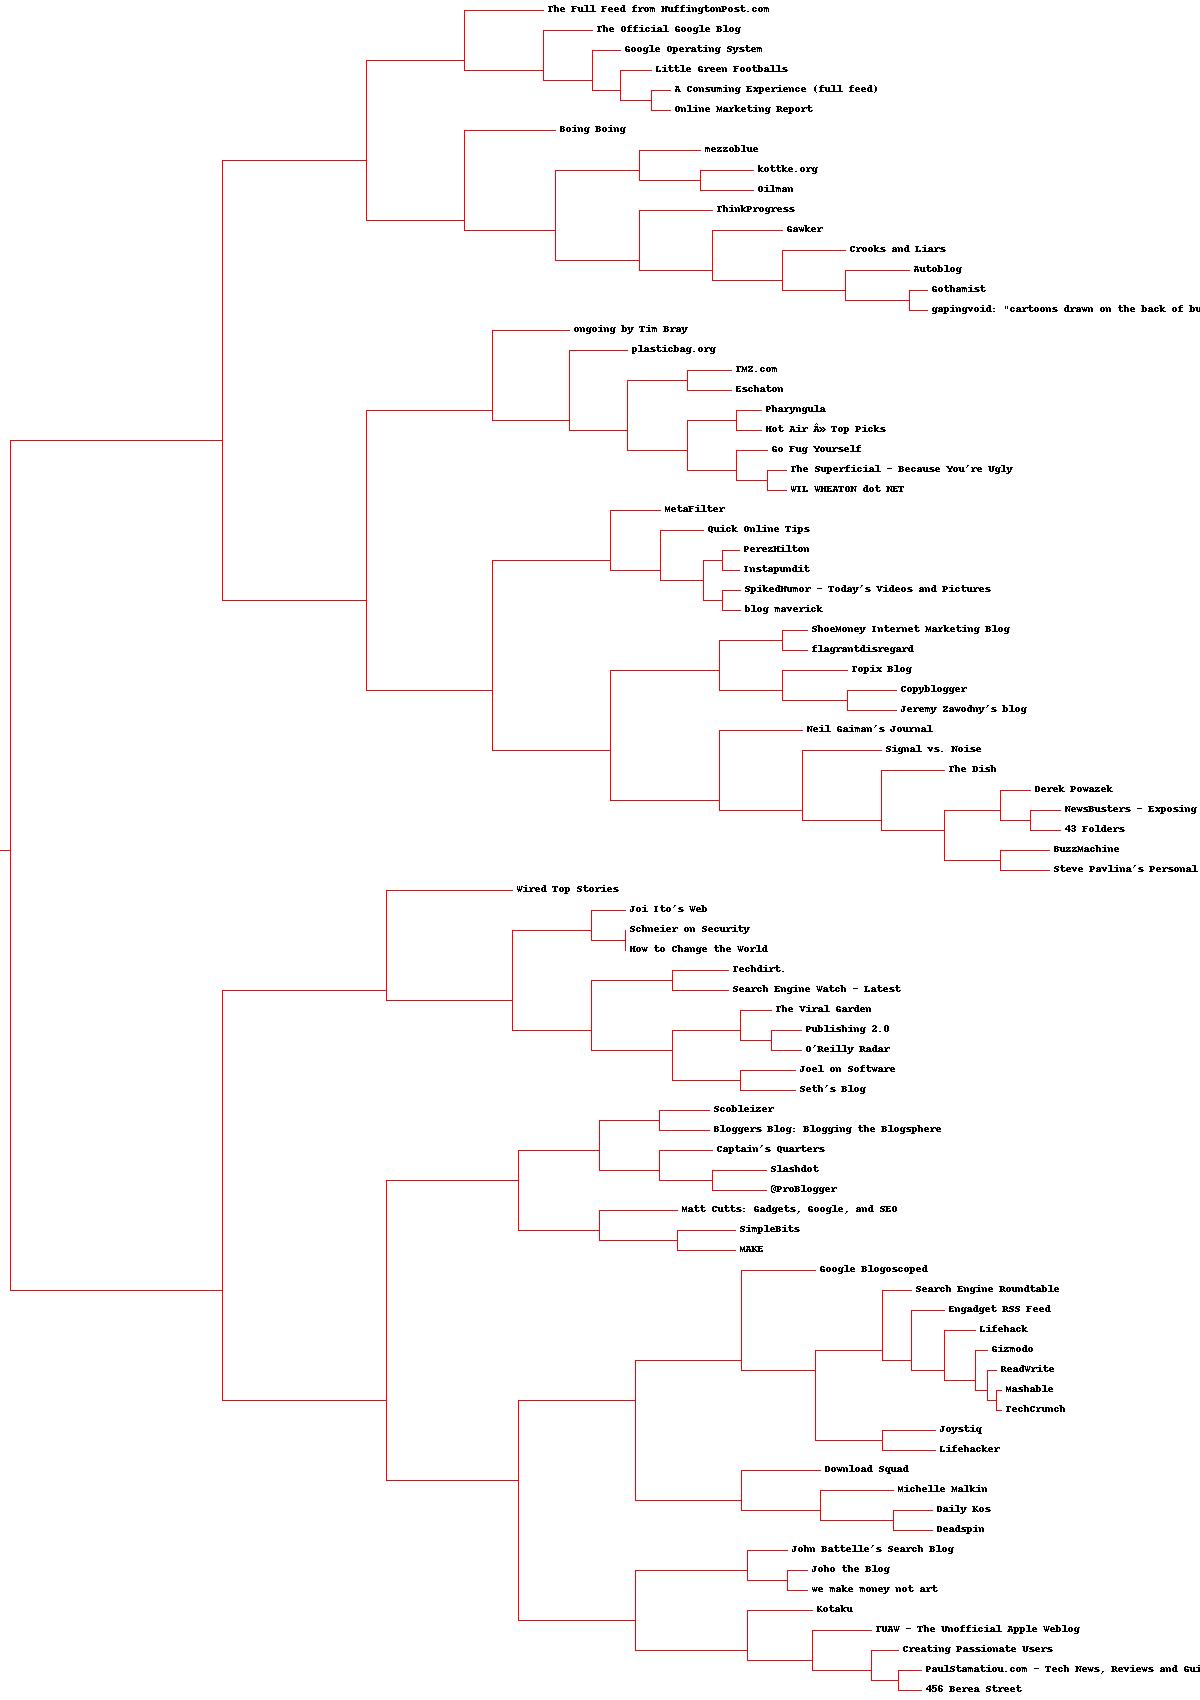 The Full Feed from HuffingtonPost.com
The Official Google Blog
Google Operating System
Little Green Footballs
A Consuming Experience (full feed)
Online Marketing Report
Boing Boing
mezzoblue
kottke.org
Oilman
ThinkProgress
Gawker
Crooks and Liars
Autoblog
Gothamist
gapingvoid: "cartoons drawn on the back of bu
ongoing by Tim Bray
plasticbag.org
TMZ.com
Eschaton
Pharyngula
Hot Air Â» Top Picks
Go Fug Yourself
The Superficial - Because You're Ugly
WIL WHEATON dot NET
MetaFilter
Quick Online Tips
PerezHilton
Instapundit
SpikedHumor - Today's Videos and Pictures
blog maverick
ShoeMoney Internet Marketing Blog
flagrantdisregard
Topix Blog
Copyblogger
Jeremy Zawodny's blog
Neil Gaiman's Journal
Signal vs. Noise
The Dish
Derek Powazek
NewsBusters - Exposing
43 Folders
BuzzMachine
Steve Pavlina's Personal
Wired Top Stories
Joi Ito's Web
Schneier on Security
How to Change the World
Techdirt.
Search Engine Watch - Latest
The Viral Garden
Publishing 2.0
O'Reilly Radar
Joel on Software
Seth's Blog
Scobleizer
Bloggers Blog: Blogging the Blogsphere
Captain's Quarters
Slashdot
@ProBlogger
Matt Cutts: Gadgets, Google, and SEO
SimpleBits
MAKE
Google Blogoscoped
Search Engine Roundtable
Engadget RSS Feed
Lifehack
Gizmodo
ReadWrite
Mashable
TechCrunch
Joystiq
Lifehacker
Download Squad
Michelle Malkin
Daily Kos
Deadspin
John Battelle's Search Blog
Joho the Blog
we make money not art
Kotaku
TUAW - The Unofficial Apple Weblog
Creating Passionate Users
PaulStamatiou.com - Tech News, Reviews and Gui
456 Berea Street